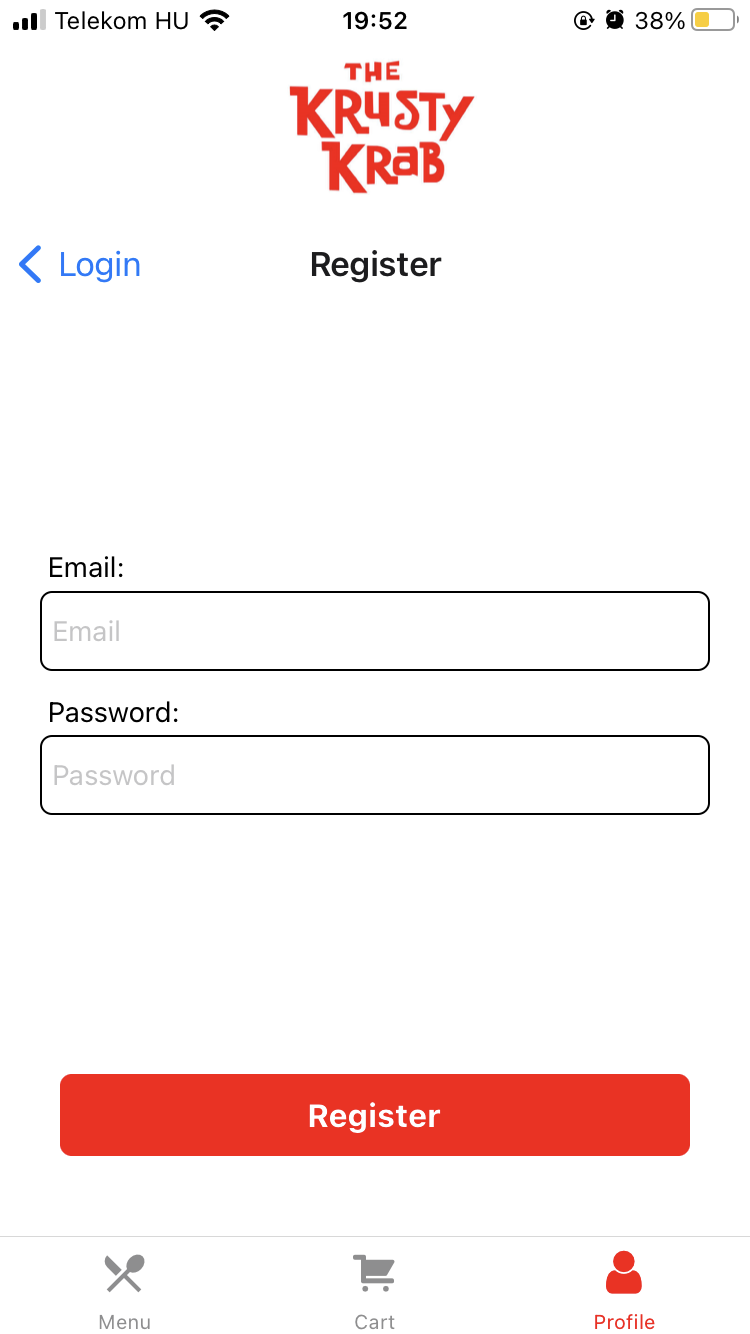 Telekom HU 19:52 38%
THE
KRUSTY
KRAB
Login Register
Email:
Email
Password:
Password
Register
Menu Cart Profile